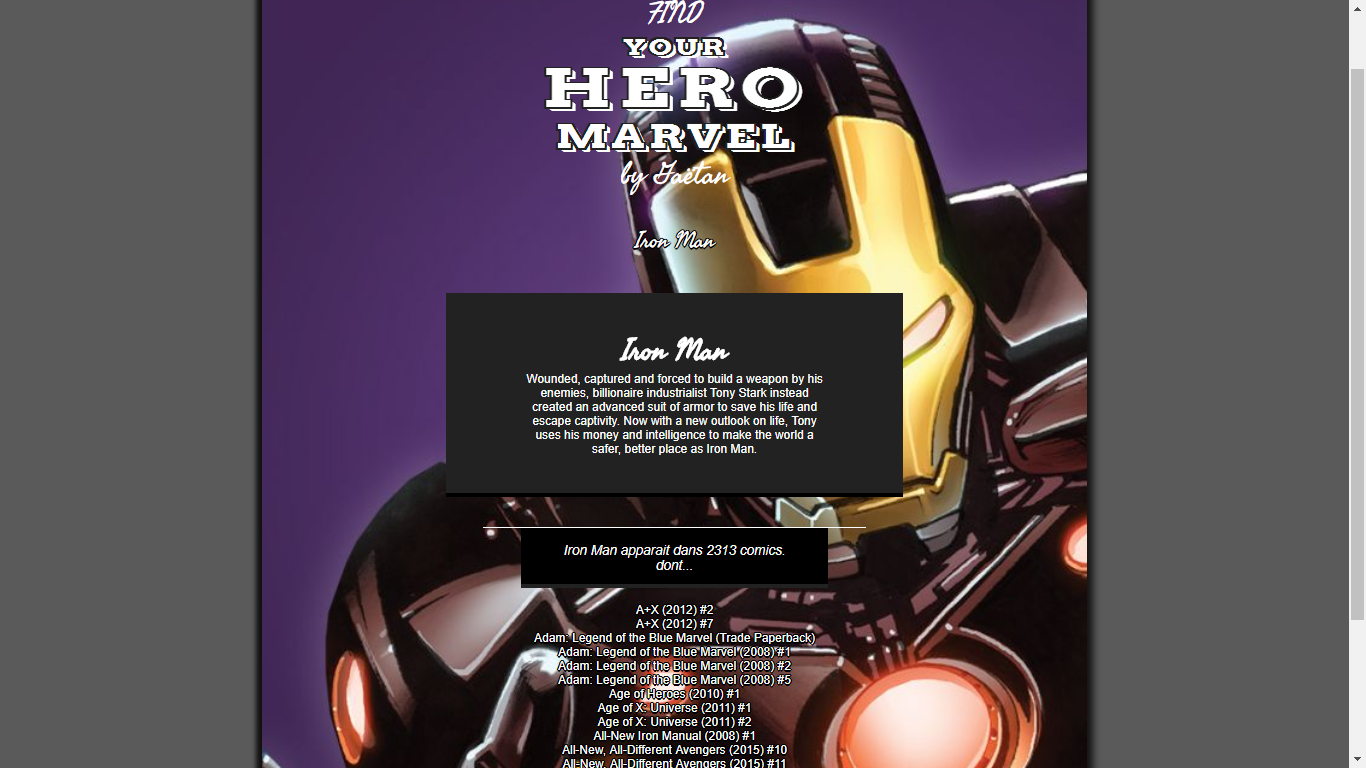 FIND
YOUR
HERO
MARVEL
by Gaëtan
Iron Man
Iron Man
Wounded, captured and forced to build a weapon by his
enemies, billionaire industrialist Tony Stark instead
created an advanced suit of armor to save his life and
escape captivity. Now with a new outlook on life, Tony
uses his money and intelligence to make the world a
safer, better place as Iron Man.
Iron Man apparait dans 2313 comics.
dont...
A+X (2012) #2
A+X (2012) #7
Adam: Legend of the Blue Marvel (Trade Paperback)
Adam: Legend of the Blue Marvel (2008) #1
Adam: Legend of the Blue Marvel (2008) #2
Adam: Legend of the Blue Marvel (2008) #5
Age of Heroes (2010) #1
Age of X: Universe (2011) #1
Age of X: Universe (2011) #2
All-New Iron Manual (2008) #1
All-New, All-Different Avengers (2015) #10
All-New, All-Different Avengers (2015) #11